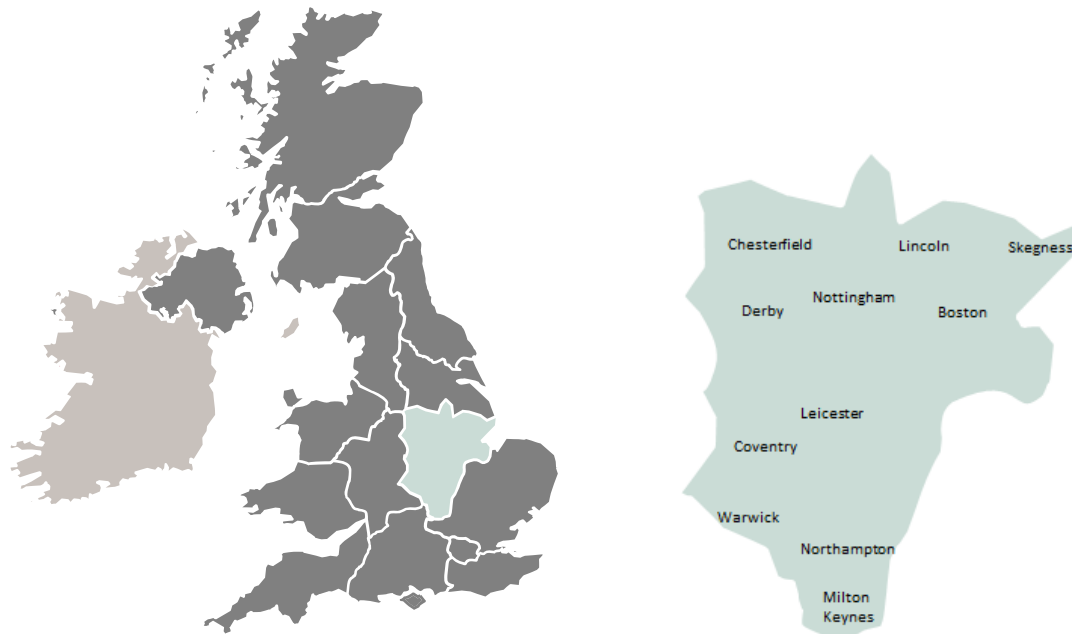 Chesterfield
Lincoln
Skegness
Nottingham
Derby
Boston
Leicester
Coventry
Warwick
Northampton
Milton
Keynes